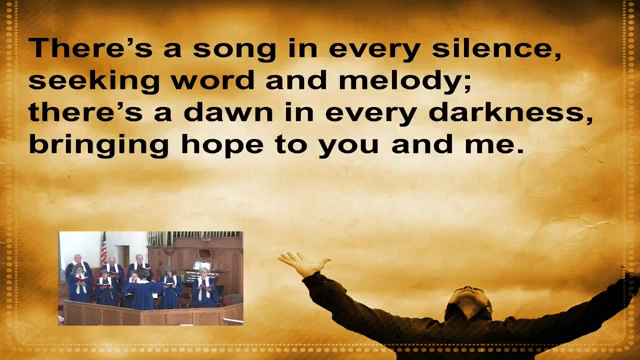 There’s a song in every silence,
seeking word and melody;
there’s a dawn in every darkness,
bringing hope to you and me.